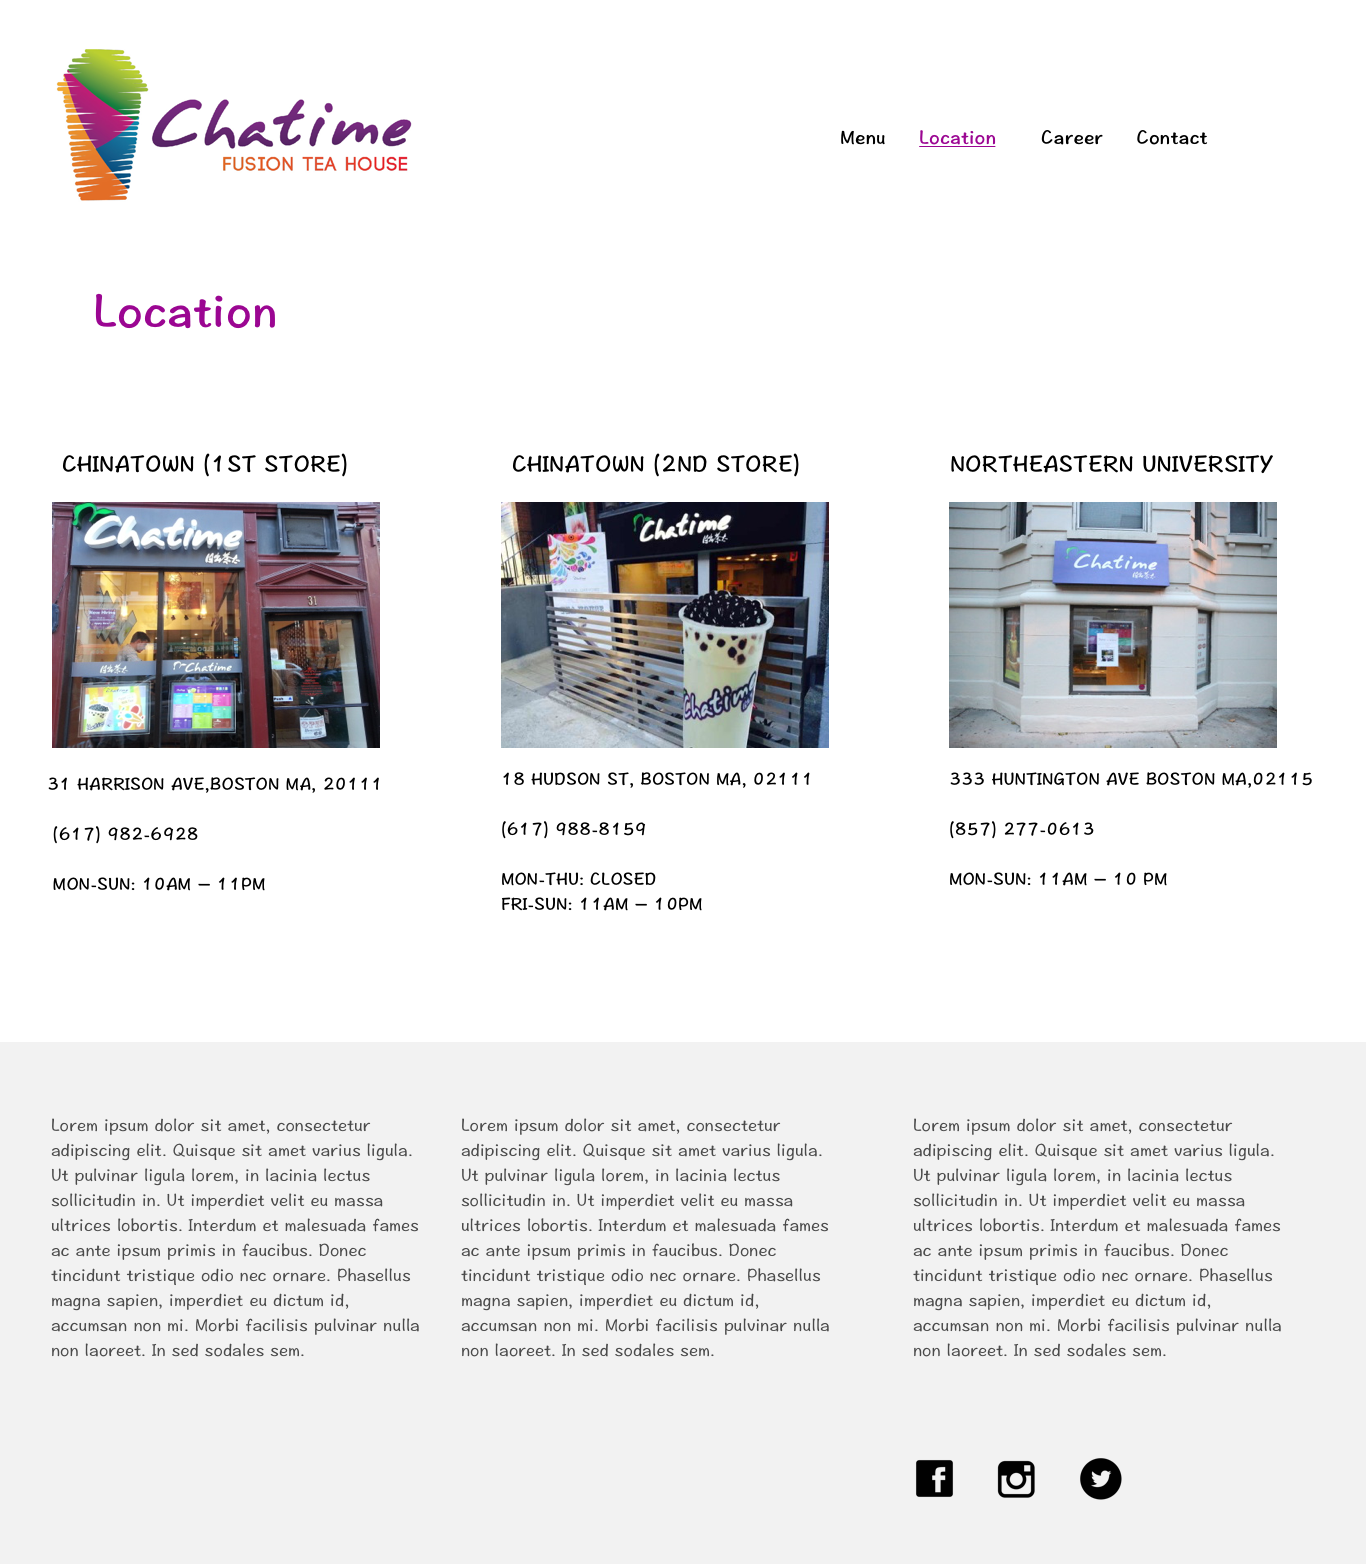 Chatime
FUSION TEA HOUSE
Menu Location Career Contact
Location
CHINATOWN (1ST STORE)
Chatime
31
Chatime
31 HARRISON AVE,BOSTON MA, 20111
(617) 982-6928
MON-SUN: 10AM – 11PM
CHINATOWN (2ND STORE)
Chatime
Chatime
18 HUDSON ST, BOSTON MA, 02111
(617) 988-8159
MON-THU: CLOSED
FRI-SUN: 11AM – 10PM
NORTHEASTERN UNIVERSITY
Chatime
333 HUNTINGTON AVE BOSTON MA,02115
(857) 277-0613
MON-SUN: 11AM – 10 PM
Lorem ipsum dolor sit amet, consectetur
adipiscing elit. Quisque sit amet varius ligula.
Ut pulvinar ligula lorem, in lacinia lectus
sollicitudin in. Ut imperdiet velit eu massa
ultrices lobortis. Interdum et malesuada fames
ac ante ipsum primis in faucibus. Donec
tincidunt tristique odio nec ornare. Phasellus
magna sapien, imperdiet eu dictum id,
accumsan non mi. Morbi facilisis pulvinar nulla
non laoreet. In sed sodales sem.
Lorem ipsum dolor sit amet, consectetur
adipiscing elit. Quisque sit amet varius ligula.
Ut pulvinar ligula lorem, in lacinia lectus
sollicitudin in. Ut imperdiet velit eu massa
ultrices lobortis. Interdum et malesuada fames
ac ante ipsum primis in faucibus. Donec
tincidunt tristique odio nec ornare. Phasellus
magna sapien, imperdiet eu dictum id,
accumsan non mi. Morbi facilisis pulvinar nulla
non laoreet. In sed sodales sem.
Lorem ipsum dolor sit amet, consectetur
adipiscing elit. Quisque sit amet varius ligula.
Ut pulvinar ligula lorem, in lacinia lectus
sollicitudin in. Ut imperdiet velit eu massa
ultrices lobortis. Interdum et malesuada fames
ac ante ipsum primis in faucibus. Donec
tincidunt tristique odio nec ornare. Phasellus
magna sapien, imperdiet eu dictum id,
accumsan non mi. Morbi facilisis pulvinar nulla
non laoreet. In sed sodales sem.